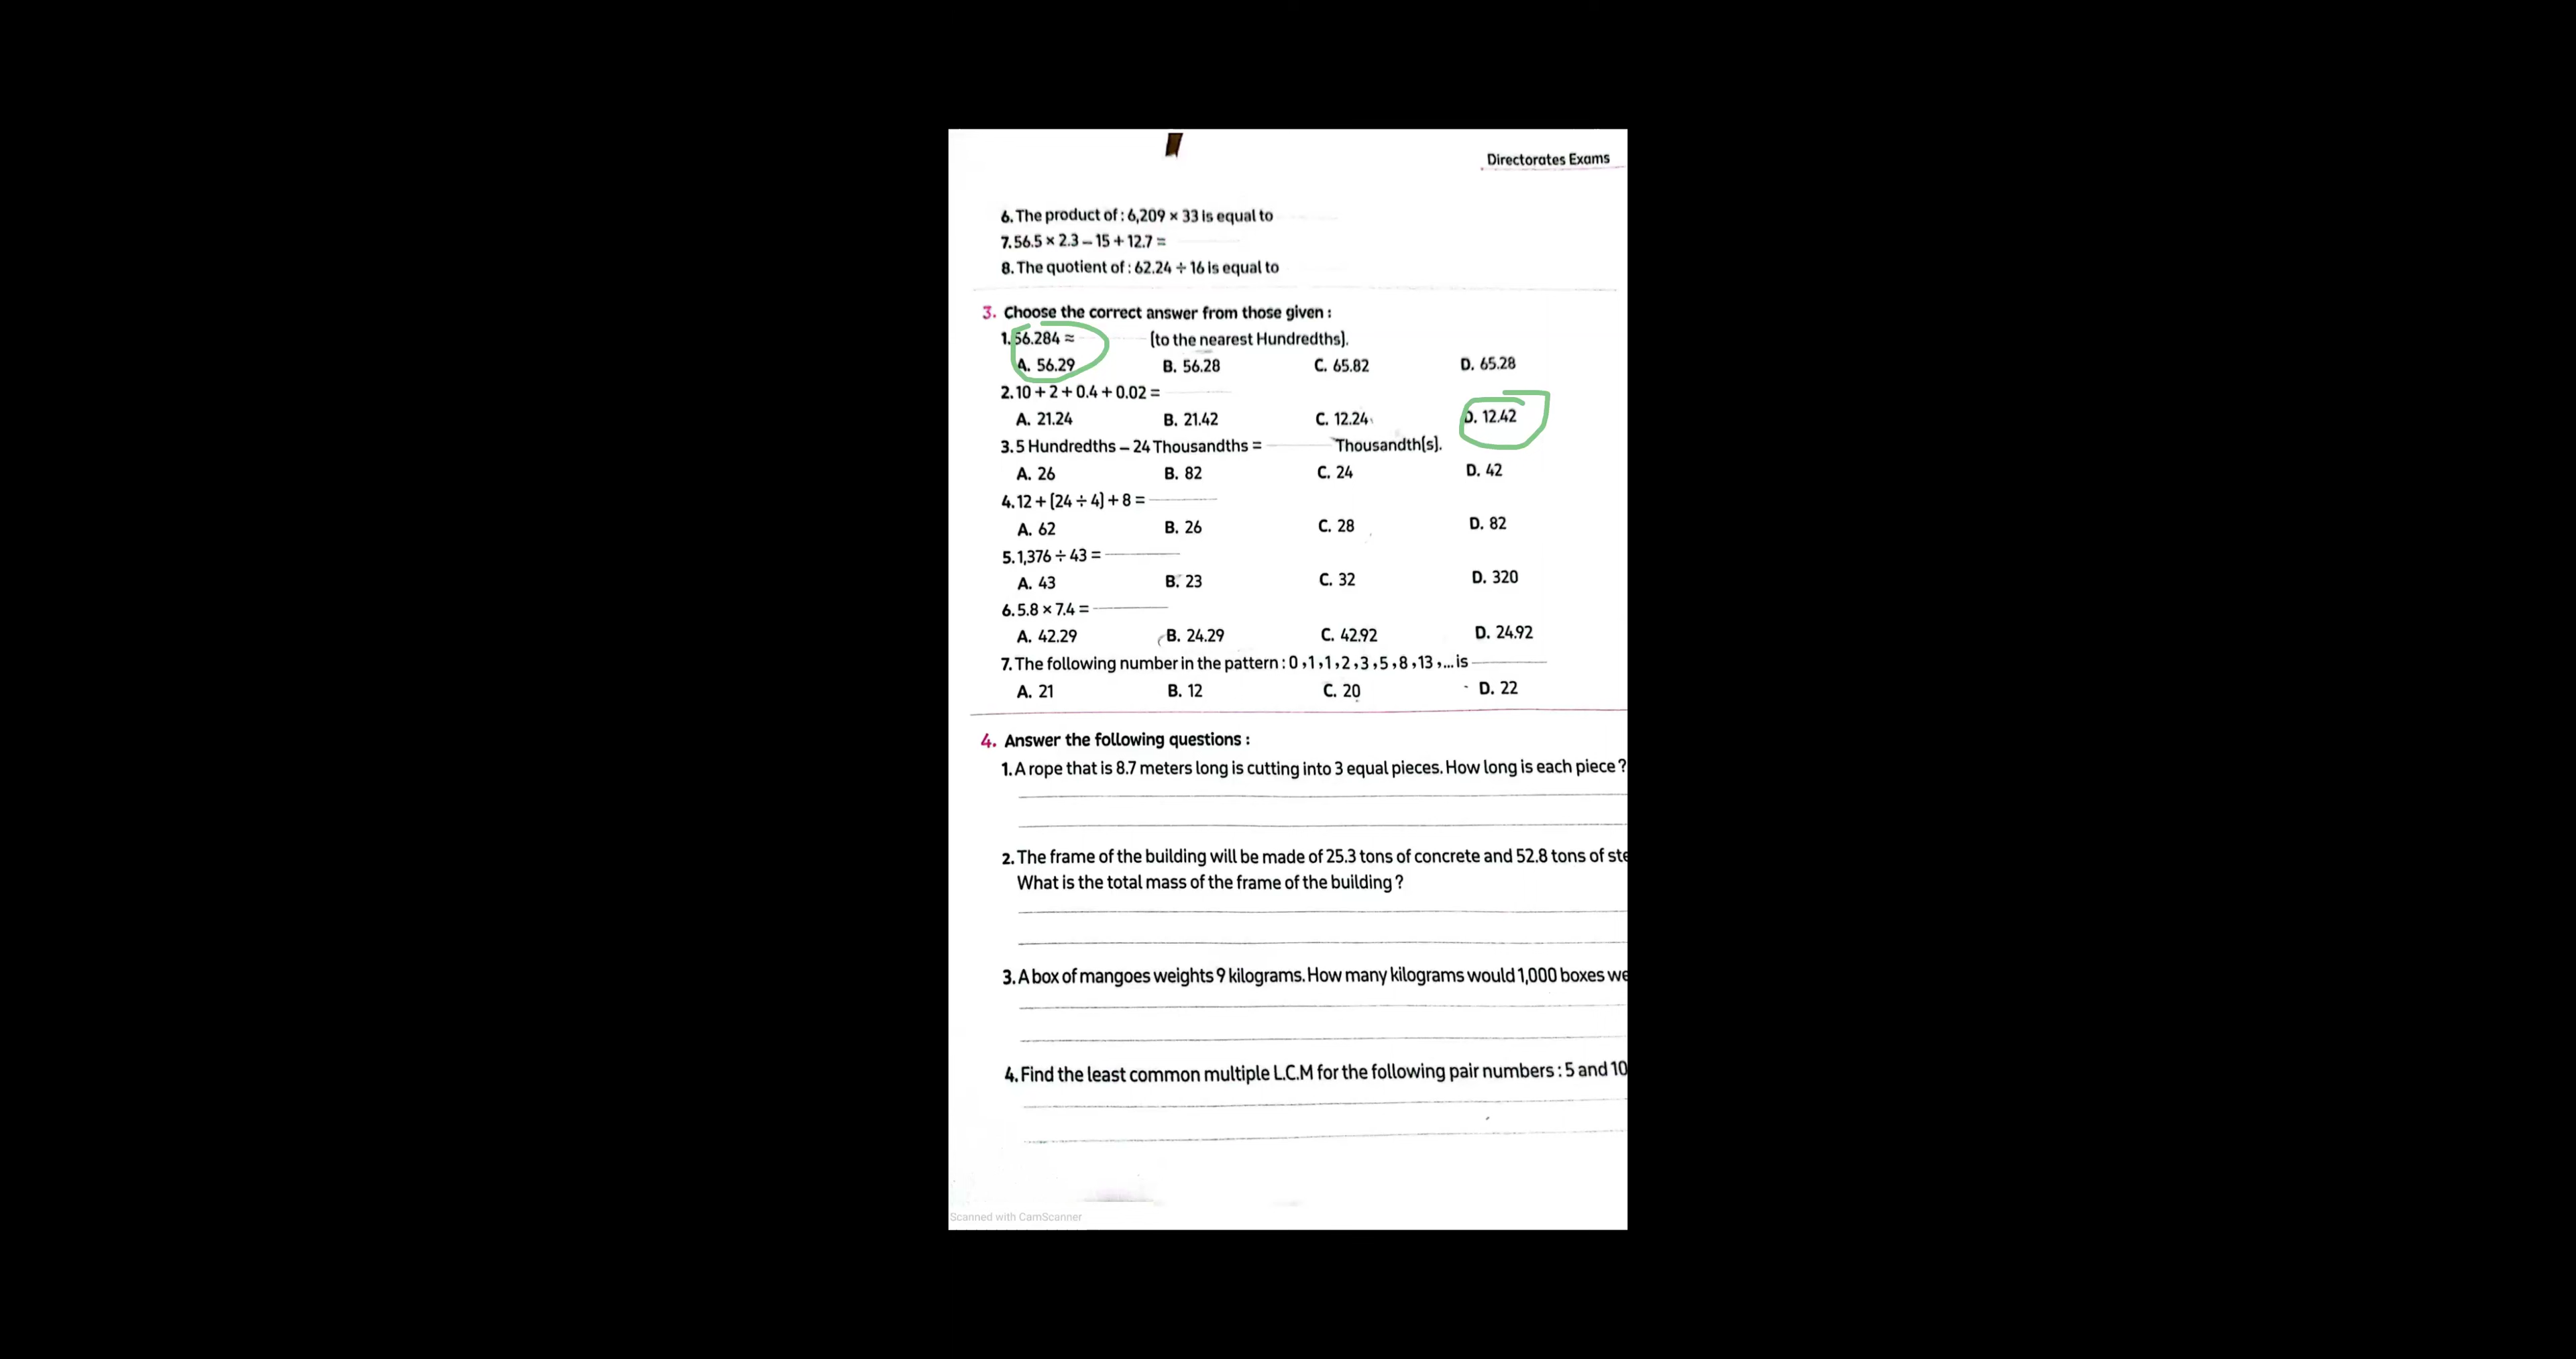 Directorates Exams
6. The product of : 6,209 × 33 is equal to
7. 56.5 × 2.3 – 15 + 12.7 =
8. The quotient of : 62.24 ÷ 16 is equal to
3. Choose the correct answer from those given :
1. 56.284 ≈ (to the nearest Hundredths).
A. 56.29 B. 56.28 C. 65.82 D. 65.28
2. 10 + 2 + 0.4 + 0.02 =
A. 21.24 B. 21.42 C. 12.24 D. 12.42
3. 5 Hundredths – 24 Thousandths = Thousandth(s).
A. 26 B. 82 C. 24 D. 42
4. 12 + (24 ÷ 4) + 8 =
A. 62 B. 26 C. 28 D. 82
5. 1,376 ÷ 43 =
A. 43 B. 23 C. 32 D. 320
6. 5.8 × 7.4 =
A. 42.29 B. 24.29 C. 42.92 D. 24.92
7. The following number in the pattern : 0 , 1 , 1 , 2 , 3 , 5 , 8 , 13 , ... is
A. 21 B. 12 C. 20 D. 22
4. Answer the following questions :
1. A rope that is 8.7 meters long is cutting into 3 equal pieces. How long is each piece ?
2. The frame of the building will be made of 25.3 tons of concrete and 52.8 tons of
What is the total mass of the frame of the building ?
3. A box of mangoes weights 9 kilograms. How many kilograms would 1,000 boxes
4. Find the least common multiple L.C.M for the following pair numbers : 5 and 10
Scanned with CamScanner